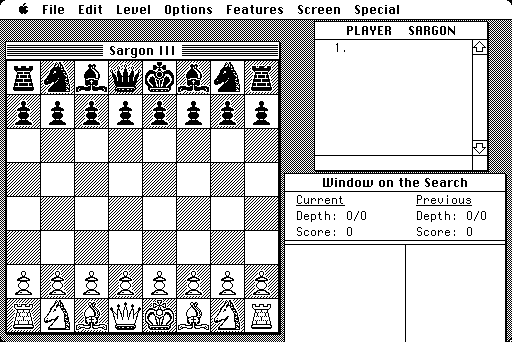 File Edit Level Options Features Screen Special
Sargon III
PLAYER SARGON
1.
Window on the Search
Current Previous
Depth: 0/0 Depth: 0/0
Score: 0 Score: 0